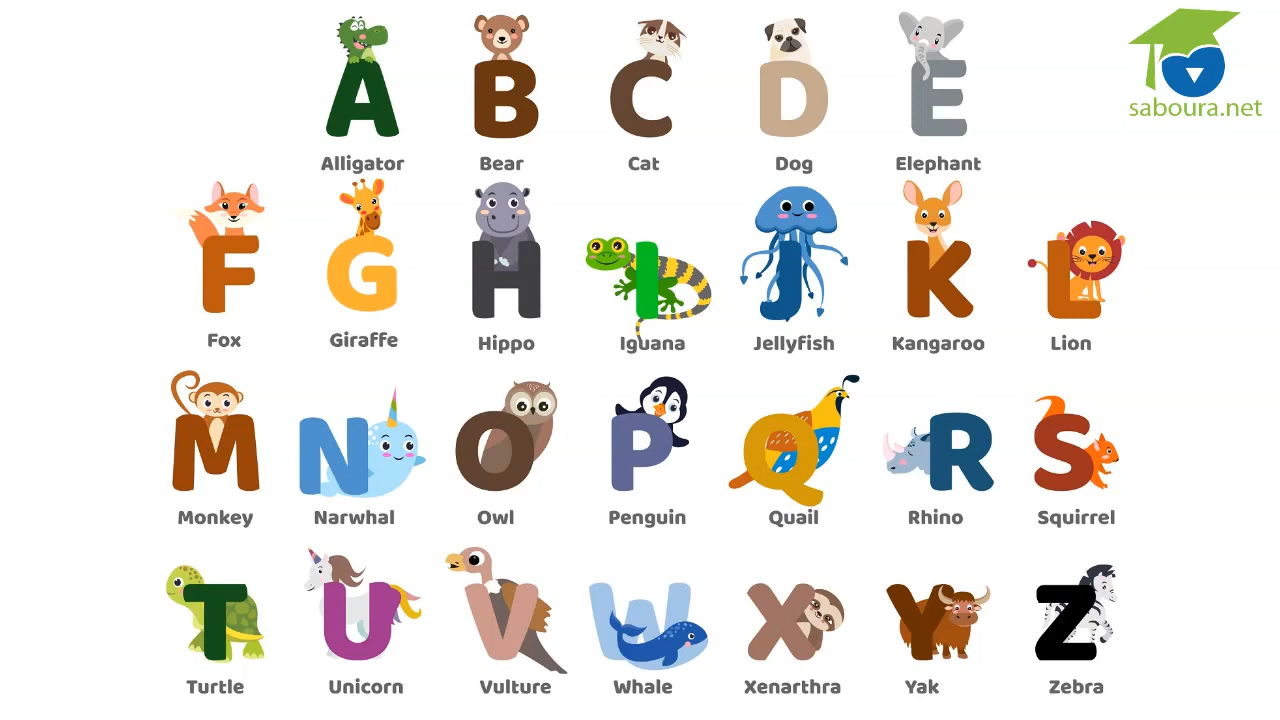 A B C D E
saboura.net
Alligator Bear Cat Dog Elephant
F G H I J K L
Fox Giraffe Hippo Iguana Jellyfish Kangaroo Lion
M N O P Q R S
Monkey Narwhal Owl Penguin Quail Rhino Squirrel
T U V W X Y Z
Turtle Unicorn Vulture Whale Xenarthra Yak Zebra